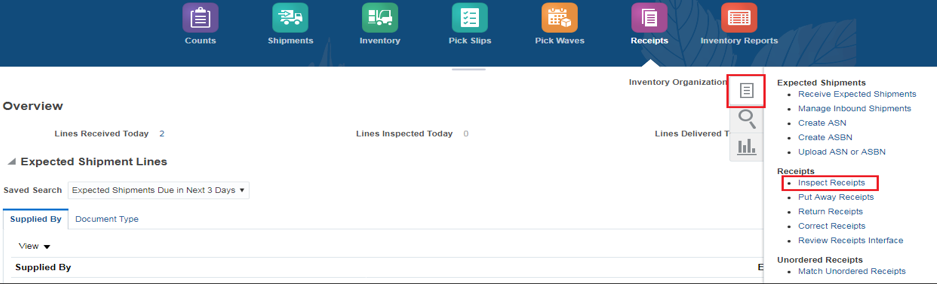 Counts
Shipments
Inventory
Pick Slips
Pick Waves
Receipts
Inventory Reports
Inventory Organization
Overview
Lines Received Today 2
Lines Inspected Today 0
Lines Delivered T
Expected Shipment Lines
Saved Search Expected Shipments Due in Next 3 Days
Supplied By Document Type
View
Supplied By
E
Expected Shipments
Receive Expected Shipments
Manage Inbound Shipments
Create ASN
Create ASBN
Upload ASN or ASBN
Receipts
Inspect Receipts
Put Away Receipts
Return Receipts
Correct Receipts
Review Receipts Interface
Unordered Receipts
Match Unordered Receipts